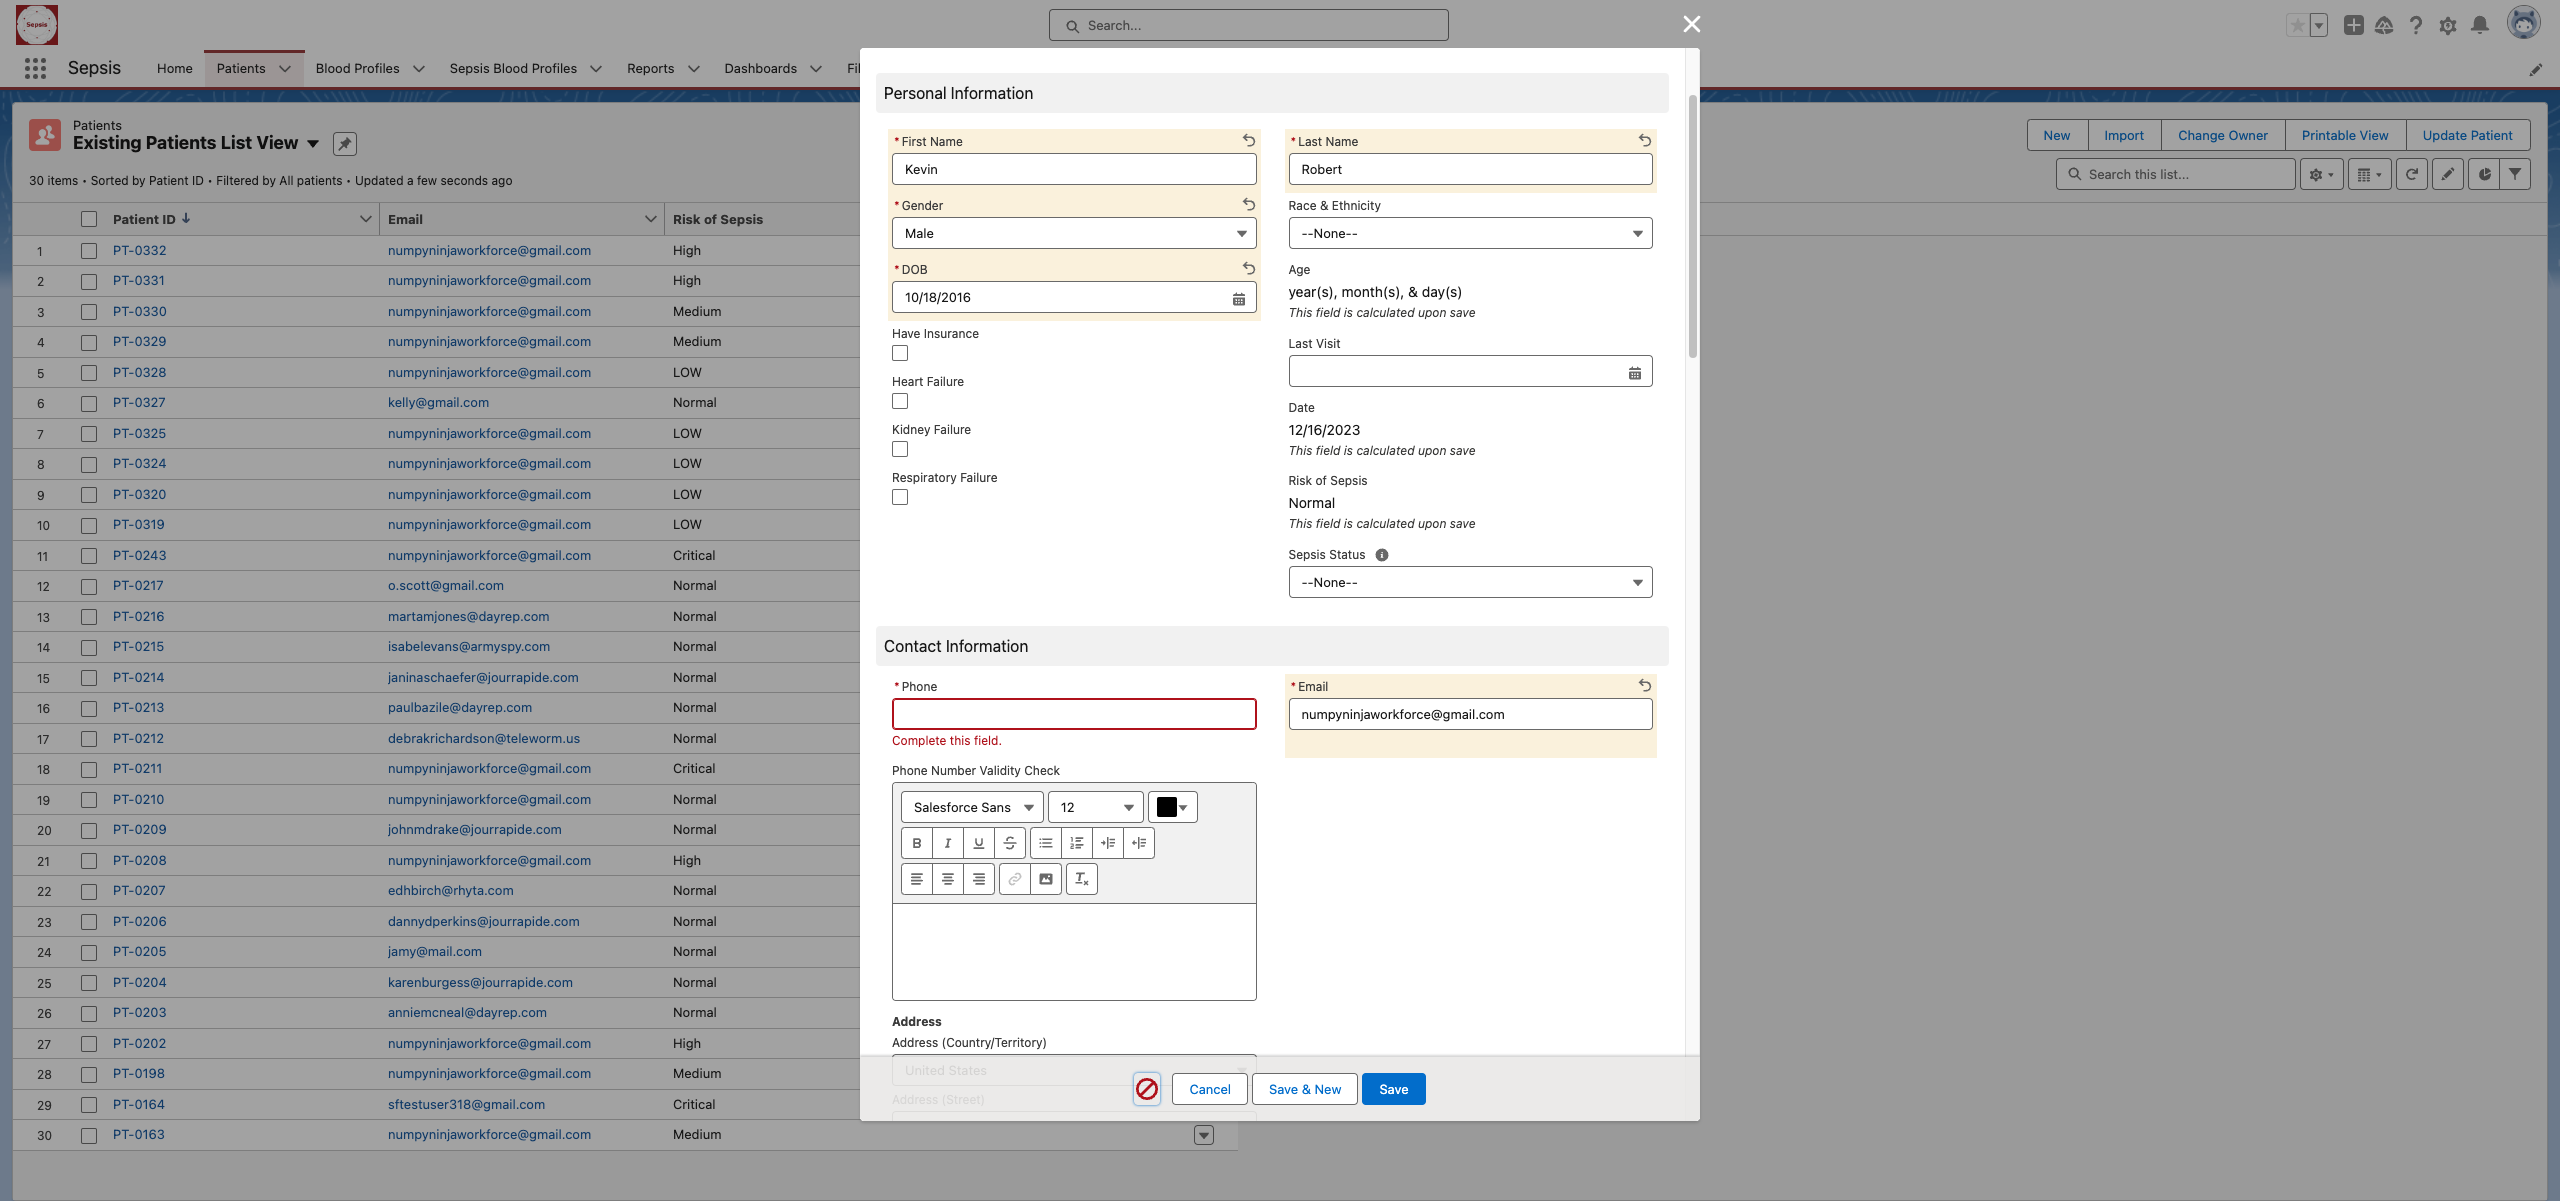 Sepsis
Search...
Sepsis
Home
Patients
Blood Profiles
Sepsis Blood Profiles
Reports
Dashboards
Patients
Existing Patients List View
30 items • Sorted by Patient ID • Filtered by All patients • Updated a few seconds ago
New
Import
Change Owner
Printable View
Update Patient
Search this list...
Patient ID
Email
Risk of Sepsis
1 PT-0332 numpyninjaworkforce@gmail.com High
2 PT-0331 numpyninjaworkforce@gmail.com High
3 PT-0330 numpyninjaworkforce@gmail.com Medium
4 PT-0329 numpyninjaworkforce@gmail.com Medium
5 PT-0328 numpyninjaworkforce@gmail.com LOW
6 PT-0327 kelly@gmail.com Normal
7 PT-0325 numpyninjaworkforce@gmail.com LOW
8 PT-0324 numpyninjaworkforce@gmail.com LOW
9 PT-0320 numpyninjaworkforce@gmail.com LOW
10 PT-0319 numpyninjaworkforce@gmail.com LOW
11 PT-0243 numpyninjaworkforce@gmail.com Critical
12 PT-0217 o.scott@gmail.com Normal
13 PT-0216 martamjones@dayrep.com Normal
14 PT-0215 isabelevans@armyspy.com Normal
15 PT-0214 janinaschaefer@jourrapide.com Normal
16 PT-0213 paulbazile@dayrep.com Normal
17 PT-0212 debrakrichardson@teleworm.us Normal
18 PT-0211 numpyninjaworkforce@gmail.com Critical
19 PT-0210 numpyninjaworkforce@gmail.com Normal
20 PT-0209 johnmdrake@jourrapide.com Normal
21 PT-0208 numpyninjaworkforce@gmail.com High
22 PT-0207 edhbirch@rhyta.com Normal
23 PT-0206 dannydperkins@jourrapide.com Normal
24 PT-0205 jamy@mail.com Normal
25 PT-0204 karenburgess@jourrapide.com Normal
26 PT-0203 anniemcneal@dayrep.com Normal
27 PT-0202 numpyninjaworkforce@gmail.com High
28 PT-0198 numpyninjaworkforce@gmail.com Medium
29 PT-0164 sftestuser318@gmail.com Critical
30 PT-0163 numpyninjaworkforce@gmail.com Medium
Personal Information
* First Name
Kevin
* Last Name
Robert
* Gender
Male
Race & Ethnicity
--None--
* DOB
10/18/2016
Age
year(s), month(s), & day(s)
This field is calculated upon save
Have Insurance
Last Visit
Heart Failure
Date
12/16/2023
This field is calculated upon save
Kidney Failure
Respiratory Failure
Risk of Sepsis
Normal
This field is calculated upon save
Sepsis Status
--None--
Contact Information
* Phone
Complete this field.
* Email
numpyninjaworkforce@gmail.com
Phone Number Validity Check
Salesforce Sans
12
Address
Address (Country/Territory)
United States
Address (Street)
Cancel
Save & New
Save